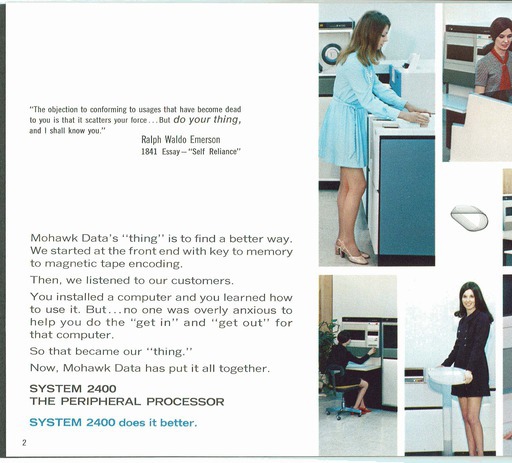 "The objection to conforming to usages that have become dead
to you is that it scatters your force...But do your thing,
and I shall know you."
Ralph Waldo Emerson
1841 Essay—"Self Reliance"
Mohawk Data's "thing" is to find a better way.
We started at the front end with key to memory
to magnetic tape encoding.
Then, we listened to our customers.
You installed a computer and you learned how
to use it. But...no one was overly anxious to
help you do the "get in" and "get out" for
that computer.
So that became our "thing."
Now, Mohawk Data has put it all together.
SYSTEM 2400
THE PERIPHERAL PROCESSOR
SYSTEM 2400 does it better.
2